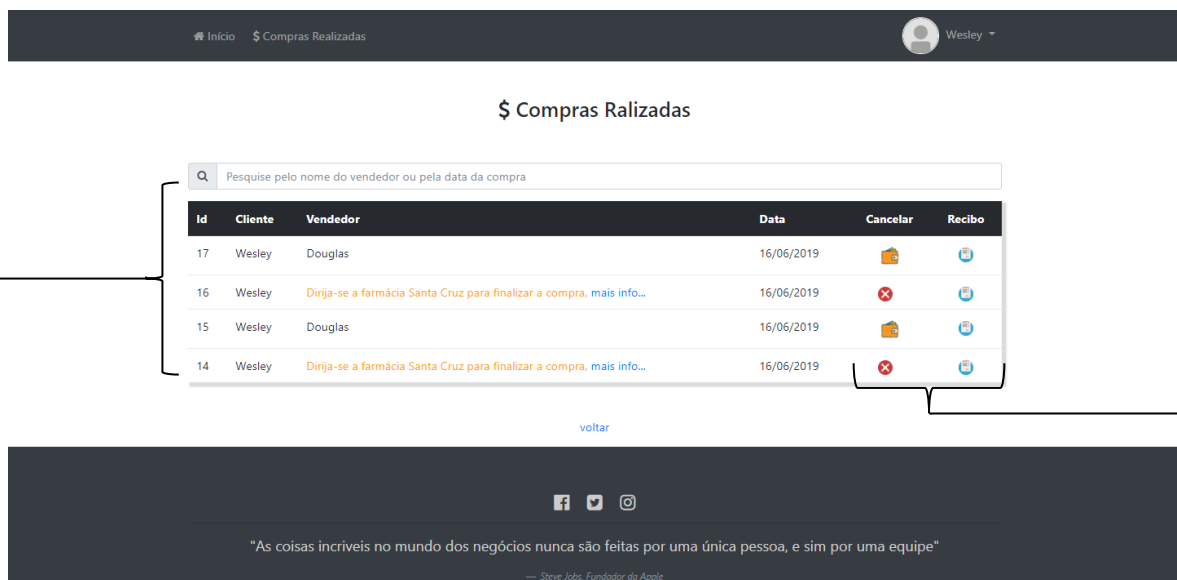 Início $ Compras Realizadas Wesley
$ Compras Ralizadas
Pesquise pelo nome do vendedor ou pela data da compra
Id Cliente Vendedor Data Cancelar Recibo
17 Wesley Douglas 16/06/2019
16 Wesley Dirija-se a farmácia Santa Cruz para finalizar a compra, mais info... 16/06/2019
15 Wesley Douglas 16/06/2019
14 Wesley Dirija-se a farmácia Santa Cruz para finalizar a compra, mais info... 16/06/2019
voltar
"As coisas incriveis no mundo dos negócios nunca são feitas por uma única pessoa, e sim por uma equipe"
— Steve Jobs, Fundador da Apple